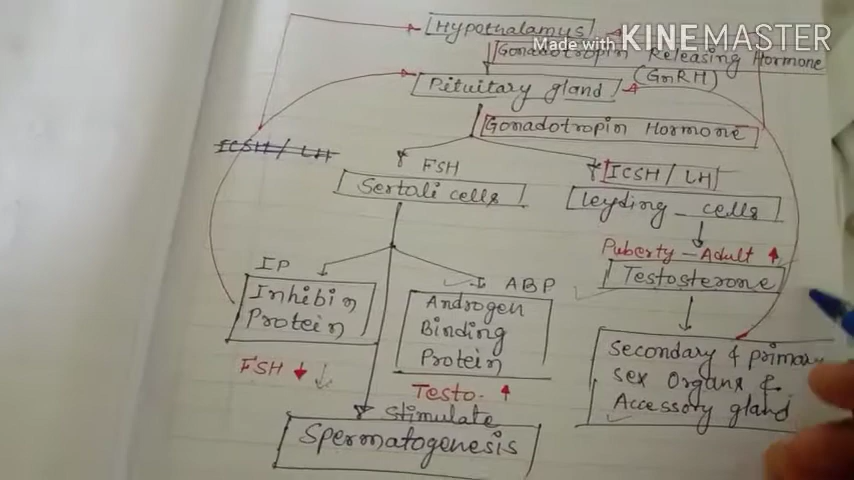 Hypothalamus
Made with KINEMASTER
Gonadotropin Releasing Hormone
(GnRH)
Pituitary gland
Gonadotropin Hormone
ICSH / LH
FSH
ICSH / LH
Sertali cells
Leyding - cells
Puberty - Adult
IP
ABP
Testosterone
Inhibin
Protein
Androgen
Binding
Protein
FSH
Testo.
Secondary & primary
sex organs &
Accessory gland
Stimulate
Spermatogenesis